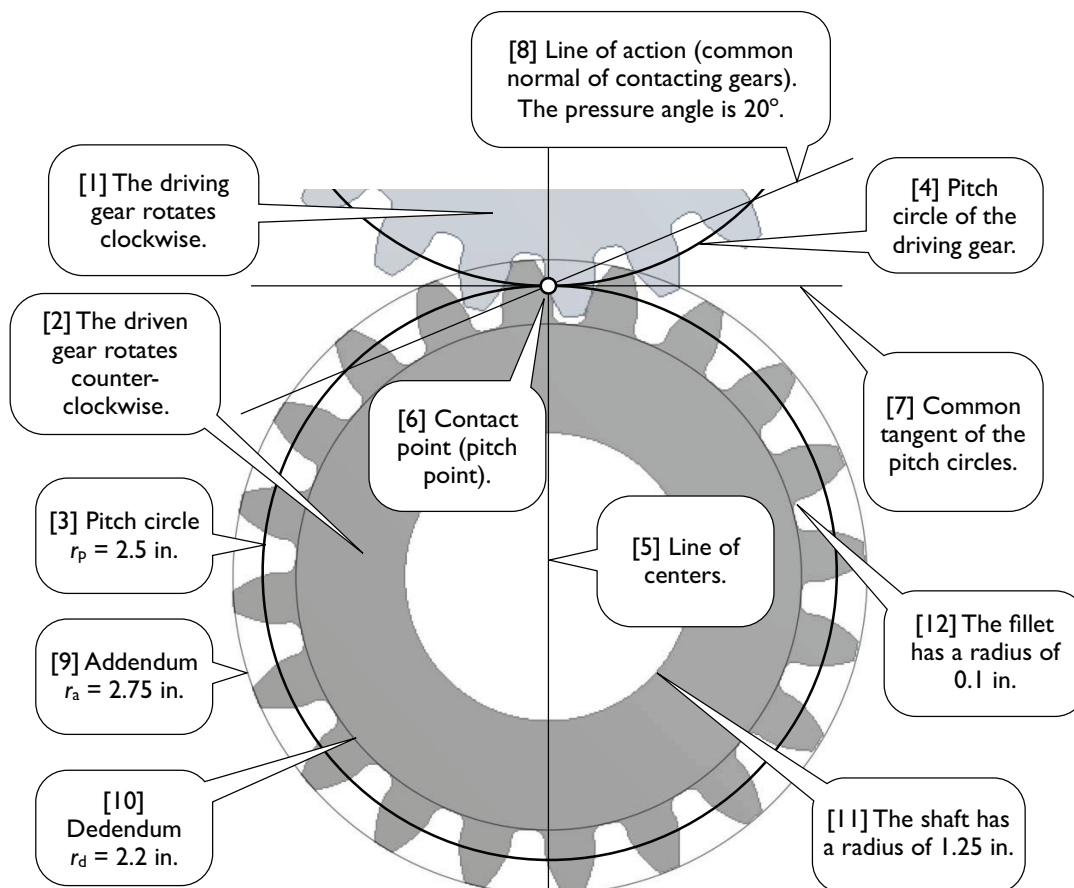 [8] Line of action (common
normal of contacting gears).
The pressure angle is 20°.
[1] The driving
gear rotates
clockwise.
[4] Pitch
circle of the
driving gear.
[2] The driven
gear rotates
counter-
clockwise.
[6] Contact
point (pitch
point).
[7] Common
tangent of the
pitch circles.
[3] Pitch circle
rₚ = 2.5 in.
[5] Line of
centers.
[9] Addendum
rₐ = 2.75 in.
[12] The fillet
has a radius of
0.1 in.
[10]
Dedendum
r_d = 2.2 in.
[11] The shaft has
a radius of 1.25 in.